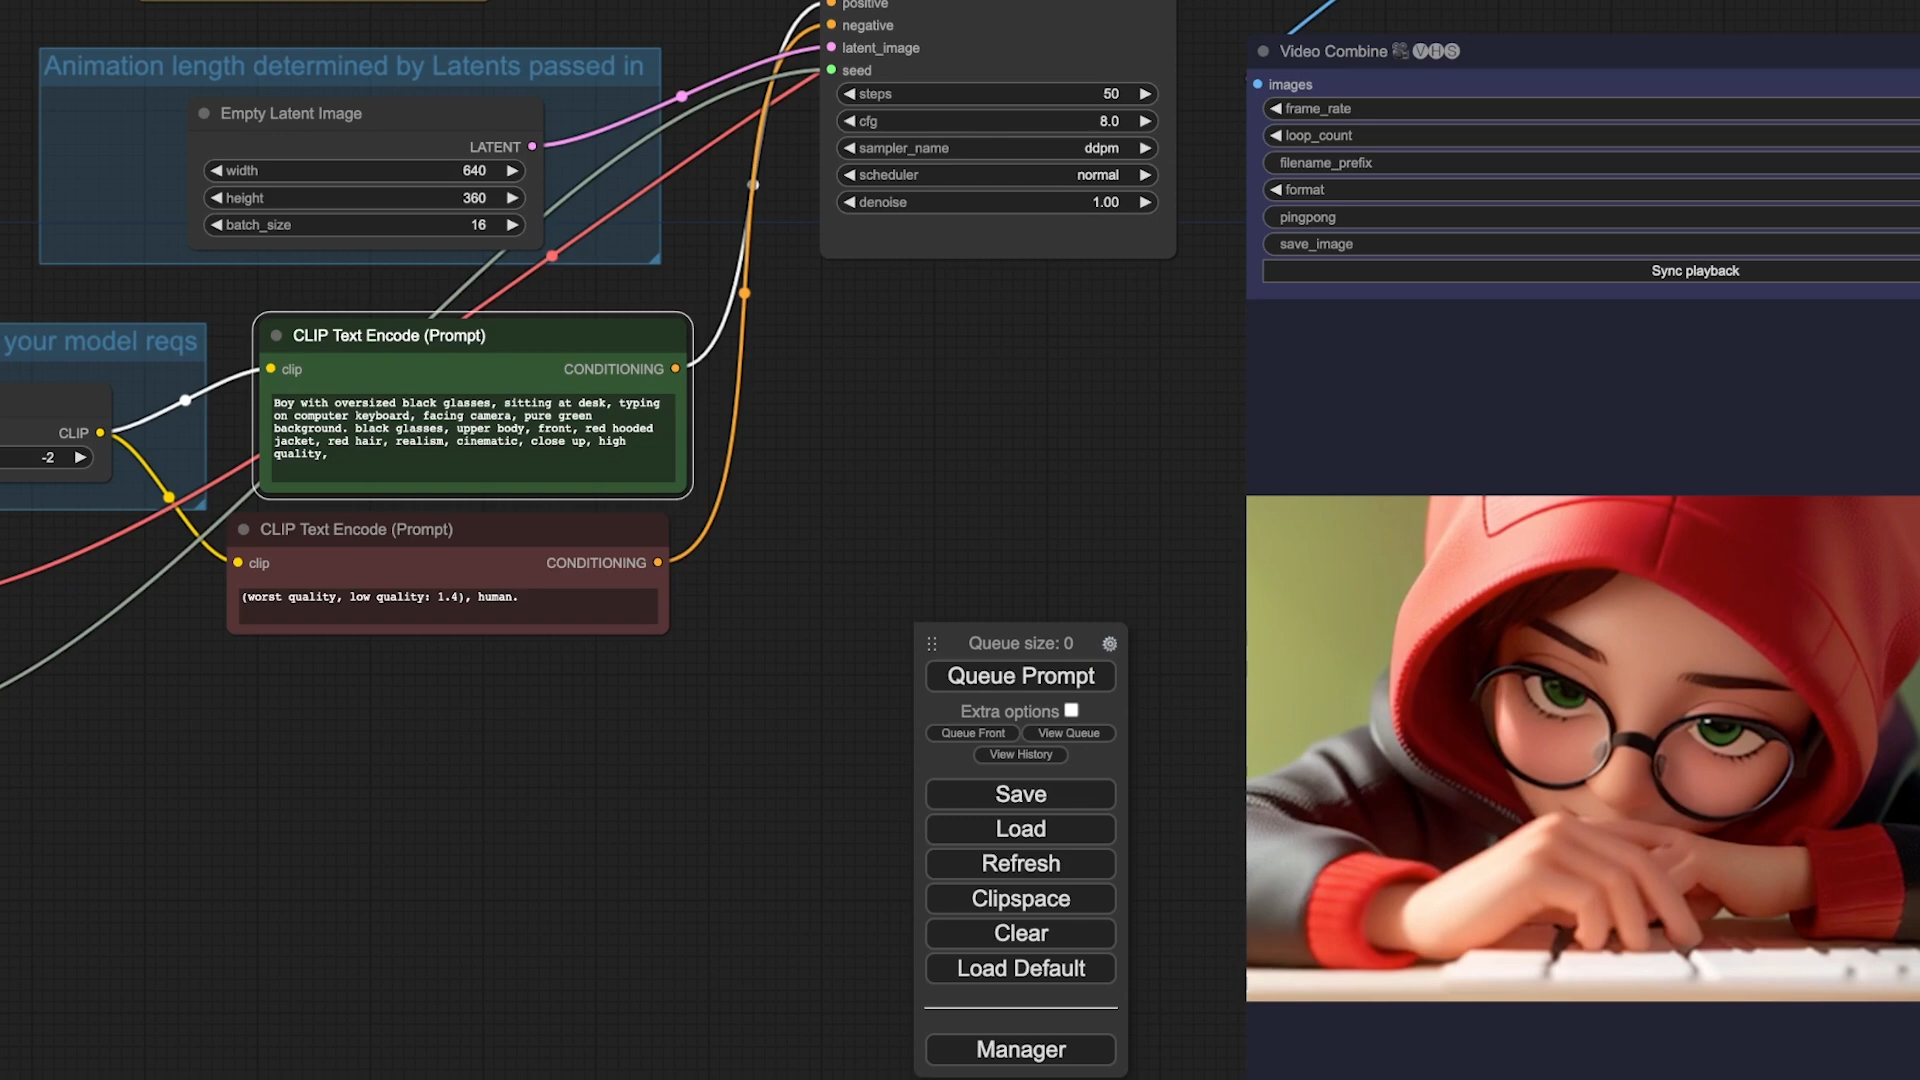 positive
negative
latent_image
seed
steps 50
cfg 8.0
sampler_name ddpm
scheduler normal
denoise 1.00
Animation length determined by Latents passed in
Empty Latent Image
LATENT
width 640
height 360
batch_size 16
your model reqs
CLIP
-2
CLIP Text Encode (Prompt)
clip CONDITIONING
Boy with oversized black glasses, sitting at desk, typing
on computer keyboard, facing camera, pure green
background. black glasses, upper body, front, red hooded
jacket, red hair, realism, cinematic, close up, high
quality,
CLIP Text Encode (Prompt)
clip CONDITIONING
(worst quality, low quality: 1.4), human.
Queue size: 0
Queue Prompt
Extra options
Queue Front View Queue
View History
Save
Load
Refresh
Clipspace
Clear
Load Default
Manager
Video Combine 🎥🅥🅗🅢
images
frame_rate
loop_count
filename_prefix
format
pingpong
save_image
Sync playback